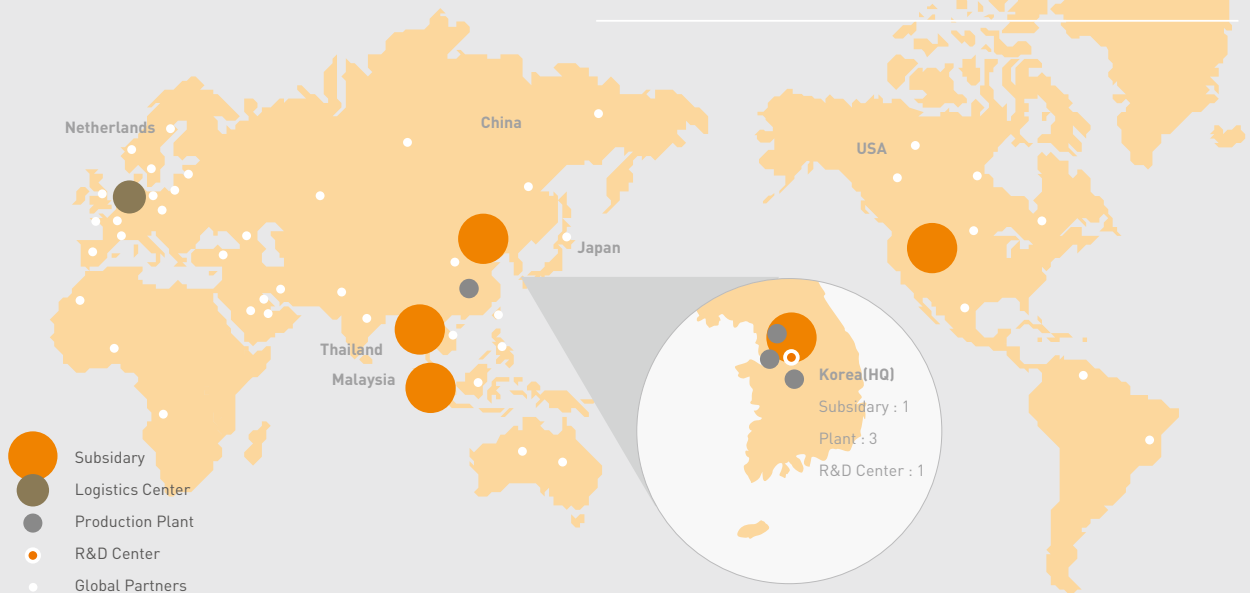 Netherlands
China
USA
Japan
Thailand
Malaysia
Korea(HQ)
Subsidary : 1
Plant : 3
R&D Center : 1
Subsidary
Logistics Center
Production Plant
R&D Center
Global Partners